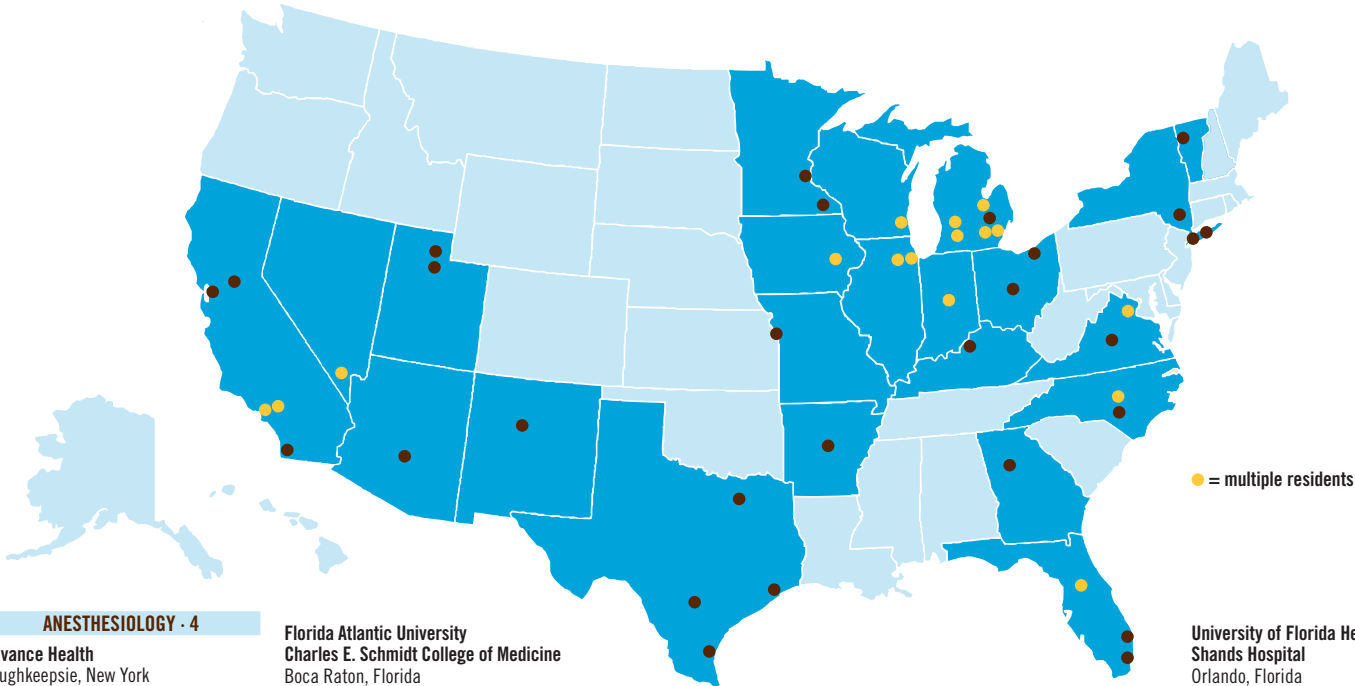 = multiple residents
ANESTHESIOLOGY · 4
vance Health
ughkeepsie, New York
Florida Atlantic University
Charles E. Schmidt College of Medicine
Boca Raton, Florida
University of Florida He
Shands Hospital
Orlando, Florida